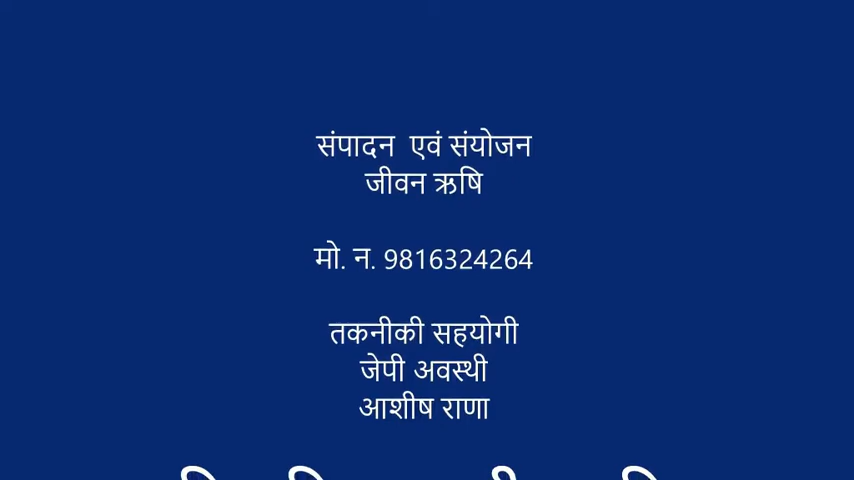 संपादन एवं संयोजन
जीवन ऋषि
मो. न. 9816324264
तकनीकी सहयोगी
जेपी अवस्थी
आशीष राणा